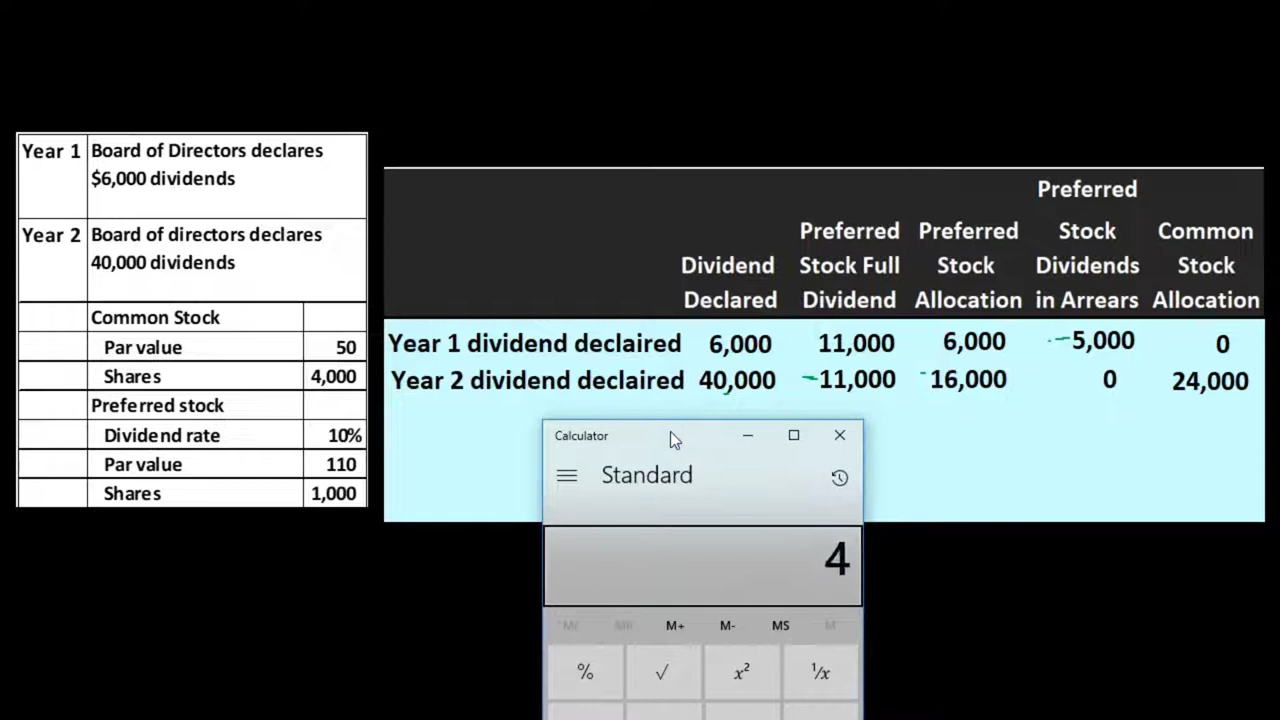 Year 1 Board of Directors declares
$6,000 dividends
Year 2 Board of directors declares
40,000 dividends
Common Stock
Par value 50
Shares 4,000
Preferred stock
Dividend rate 10%
Par value 110
Shares 1,000
Preferred
Preferred Preferred Stock Common
Dividend Stock Full Stock Dividends Stock
Declared Dividend Allocation in Arrears Allocation
Year 1 dividend declaired 6,000 11,000 6,000 -5,000 0
Year 2 dividend declaired 40,000 -11,000 -16,000 0 24,000
Calculator
Standard
4
MC MR M+ M- MS M
% √ x² ¹/x